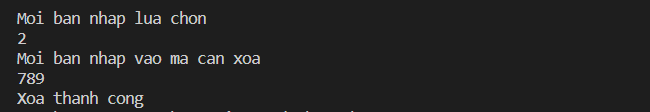 Moi ban nhap lua chon
2
Moi ban nhap vao ma can xoa
789
Xoa thanh cong